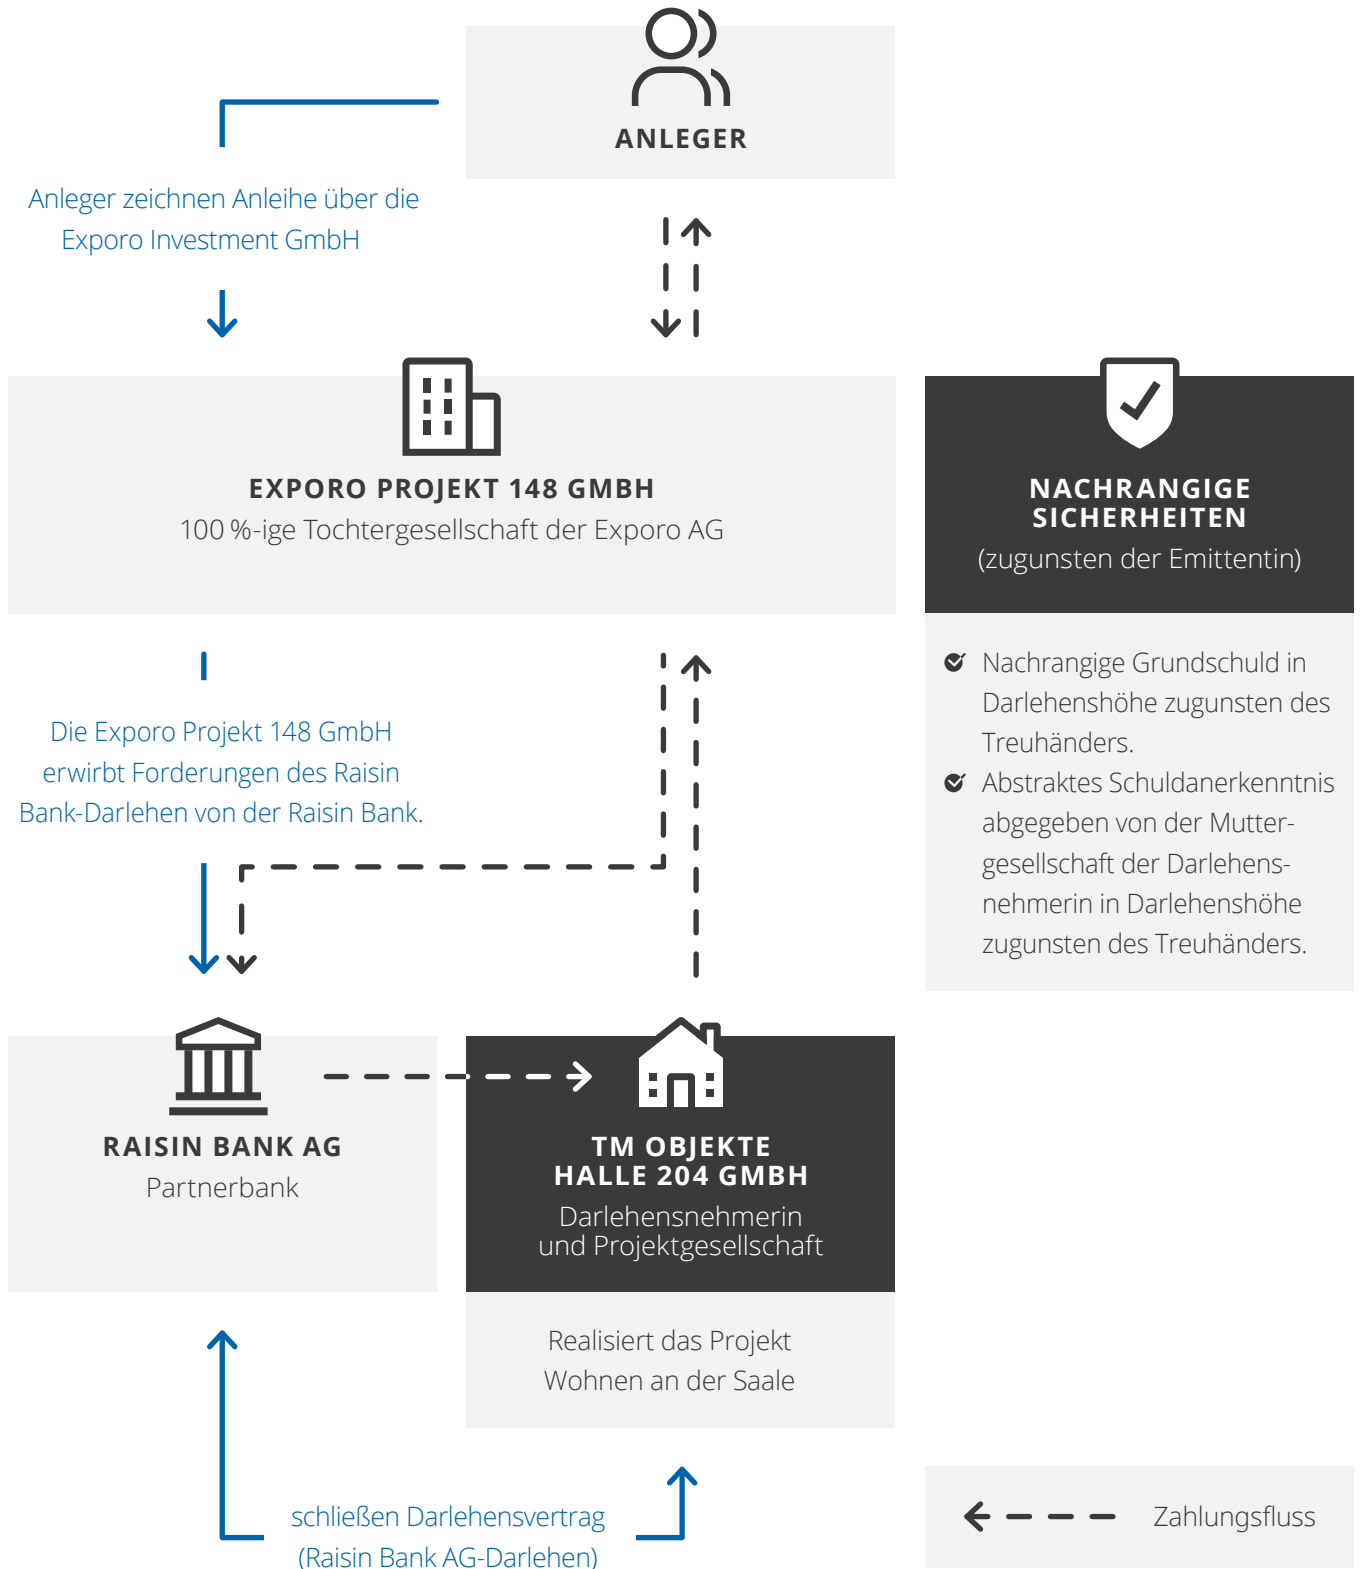 ANLEGER
Anleger zeichnen Anleihe über die
Exporo Investment GmbH
EXPORO PROJEKT 148 GMBH
100 %-ige Tochtergesellschaft der Exporo AG
NACHRANGIGE
SICHERHEITEN
(zugunsten der Emittentin)
Nachrangige Grundschuld in
Darlehenshöhe zugunsten des
Treuhänders.
Abstraktes Schuldanerkenntnis
abgegeben von der Mutter-
gesellschaft der Darlehens-
nehmerin in Darlehenshöhe
zugunsten des Treuhänders.
Die Exporo Projekt 148 GmbH
erwirbt Forderungen des Raisin
Bank-Darlehen von der Raisin Bank.
RAISIN BANK AG
Partnerbank
TM OBJEKTE
HALLE 204 GMBH
Darlehensnehmerin
und Projektgesellschaft
Realisiert das Projekt
Wohnen an der Saale
schließen Darlehensvertrag
(Raisin Bank AG-Darlehen)
Zahlungsfluss